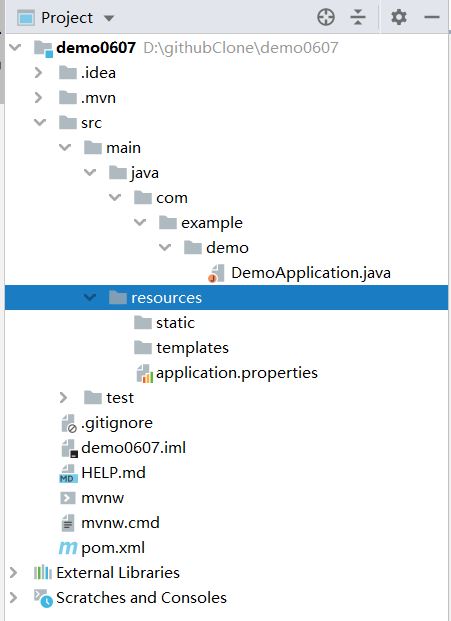 Project
demo0607 D:\githubClone\demo0607
.idea
.mvn
src
main
java
com
example
demo
DemoApplication.java
resources
static
templates
application.properties
test
.gitignore
demo0607.iml
MD HELP.md
mvnw
mvnw.cmd
m pom.xml
External Libraries
Scratches and Consoles